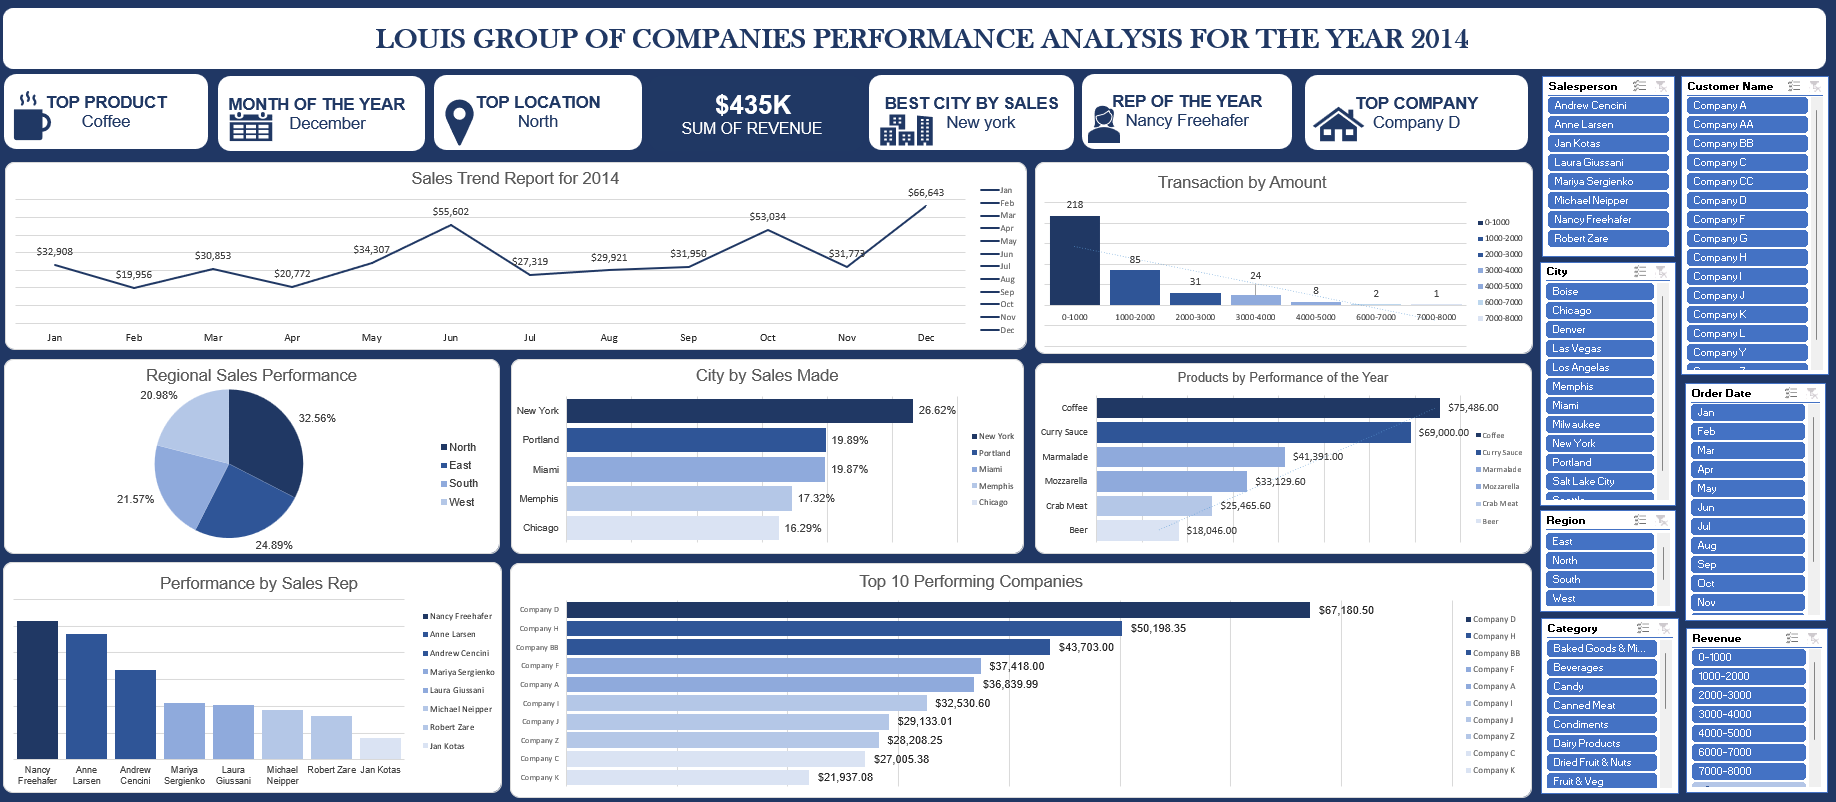 LOUIS GROUP OF COMPANIES PERFORMANCE ANALYSIS FOR THE YEAR 2014
TOP PRODUCT
Coffee
MONTH OF THE YEAR
December
TOP LOCATION
North
$435K
SUM OF REVENUE
BEST CITY BY SALES
New york
REP OF THE YEAR
Nancy Freehafer
TOP COMPANY
Company D
Sales Trend Report for 2014
$32,908
$19,956
$30,853
$20,772
$34,307
$55,602
$27,319
$29,921
$31,950
$53,034
$31,773
$66,643
Jan
Feb
Mar
Apr
May
Jun
Jul
Aug
Sep
Oct
Nov
Dec
Jan
Feb
Mar
Apr
May
Jun
Jul
Aug
Sep
Oct
Nov
Dec
Transaction by Amount
218
85
31
24
8
2
1
0-1000
1000-2000
2000-3000
3000-4000
4000-5000
6000-7000
7000-8000
0-1000
1000-2000
2000-3000
3000-4000
4000-5000
6000-7000
7000-8000
Regional Sales Performance
20.98%
32.56%
21.57%
24.89%
North
East
South
West
City by Sales Made
New York
26.62%
Portland
19.89%
Miami
19.87%
Memphis
17.32%
Chicago
16.29%
New York
Portland
Miami
Memphis
Chicago
Products by Performance of the Year
Coffee
$75,486.00
Curry Sauce
$69,000.00
Marmalade
$41,391.00
Mozzarella
$33,129.60
Crab Meat
$25,465.60
Beer
$18,046.00
Coffee
Curry Sauce
Marmalade
Mozzarella
Crab Meat
Beer
Performance by Sales Rep
Nancy Freehafer
Anne Larsen
Andrew Cencini
Mariya Sergienko
Laura Giussani
Michael Neipper
Robert Zare
Jan Kotas
Nancy
Freehafer
Anne
Larsen
Andrew
Cencini
Mariya
Sergienko
Laura
Giussani
Michael
Neipper
Robert Zare
Jan Kotas
Top 10 Performing Companies
Company D
$67,180.50
Company H
$50,198.35
Company BB
$43,703.00
Company F
$37,418.00
Company A
$36,839.99
Company I
$32,530.60
Company J
$29,133.01
Company Z
$28,208.25
Company C
$27,005.38
Company K
$21,937.08
Company D
Company H
Company BB
Company F
Company A
Company I
Company J
Company Z
Company C
Company K
Salesperson
Andrew Cencini
Anne Larsen
Jan Kotas
Laura Giussani
Mariya Sergienko
Michael Neipper
Nancy Freehafer
Robert Zare
Customer Name
Company A
Company AA
Company BB
Company C
Company CC
Company D
Company F
Company G
Company H
Company I
Company J
Company K
Company L
Company Y
City
Boise
Chicago
Denver
Las Vegas
Los Angelas
Memphis
Miami
Milwaukee
New York
Portland
Salt Lake City
Order Date
Jan
Feb
Mar
Apr
May
Jun
Jul
Aug
Sep
Oct
Nov
Region
East
North
South
West
Category
Baked Goods & Mi...
Beverages
Candy
Canned Meat
Condiments
Dairy Products
Dried Fruit & Nuts
Fruit & Veg
Revenue
0-1000
1000-2000
2000-3000
3000-4000
4000-5000
6000-7000
7000-8000